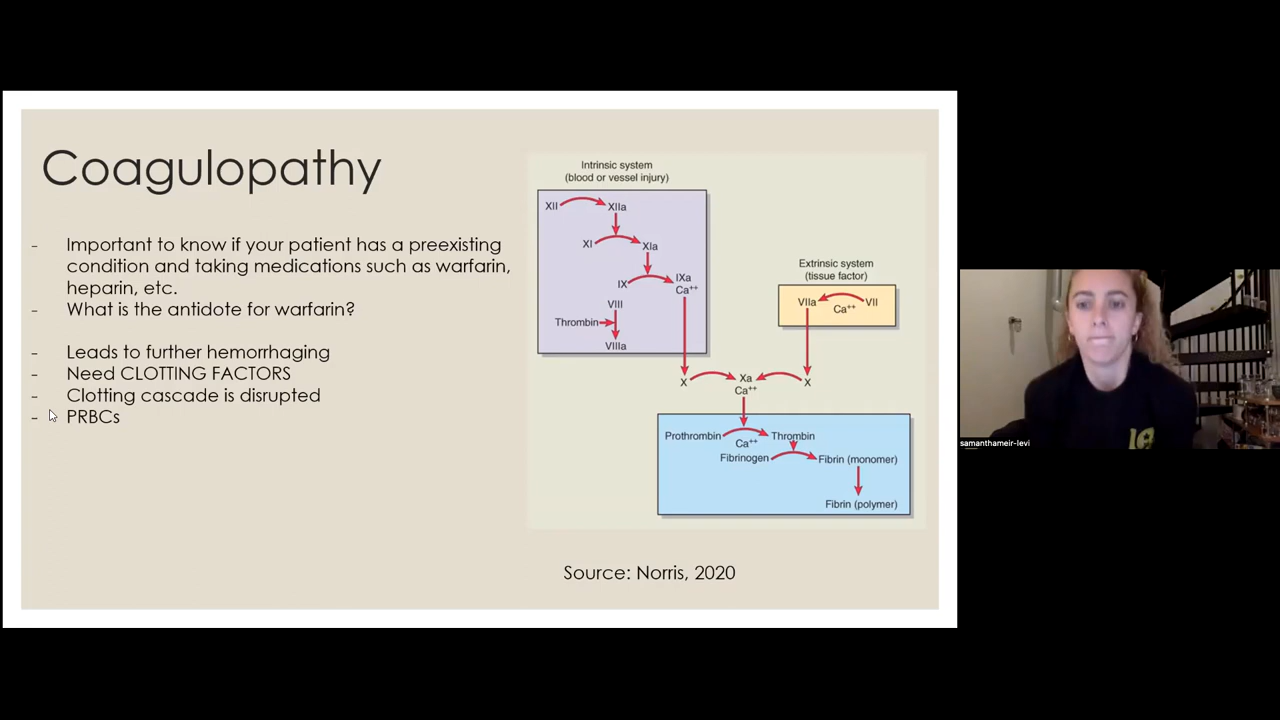 Coagulopathy
- Important to know if your patient has a preexisting
condition and taking medications such as warfarin,
heparin, etc.
- What is the antidote for warfarin?
- Leads to further hemorrhaging
- Need CLOTTING FACTORS
- Clotting cascade is disrupted
- PRBCs
Intrinsic system
(blood or vessel injury)
XII XIIa
XI XIa
IX IXa
Ca++
VIII
Thrombin
VIIIa
Extrinsic system
(tissue factor)
VIIa VII
Ca++
X Xa X
Ca++
Prothrombin Thrombin
Ca++
Fibrinogen Fibrin (monomer)
Fibrin (polymer)
Source: Norris, 2020
samanthameir-levi